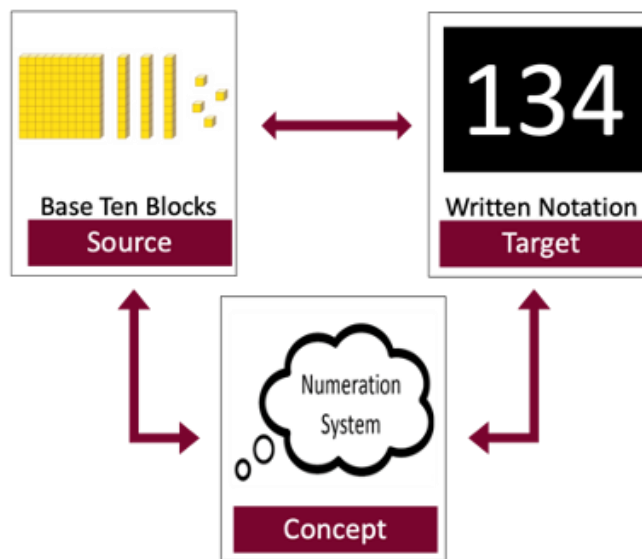 134
Base Ten Blocks
Source
Written Notation
Target
Numeration
System
Concept